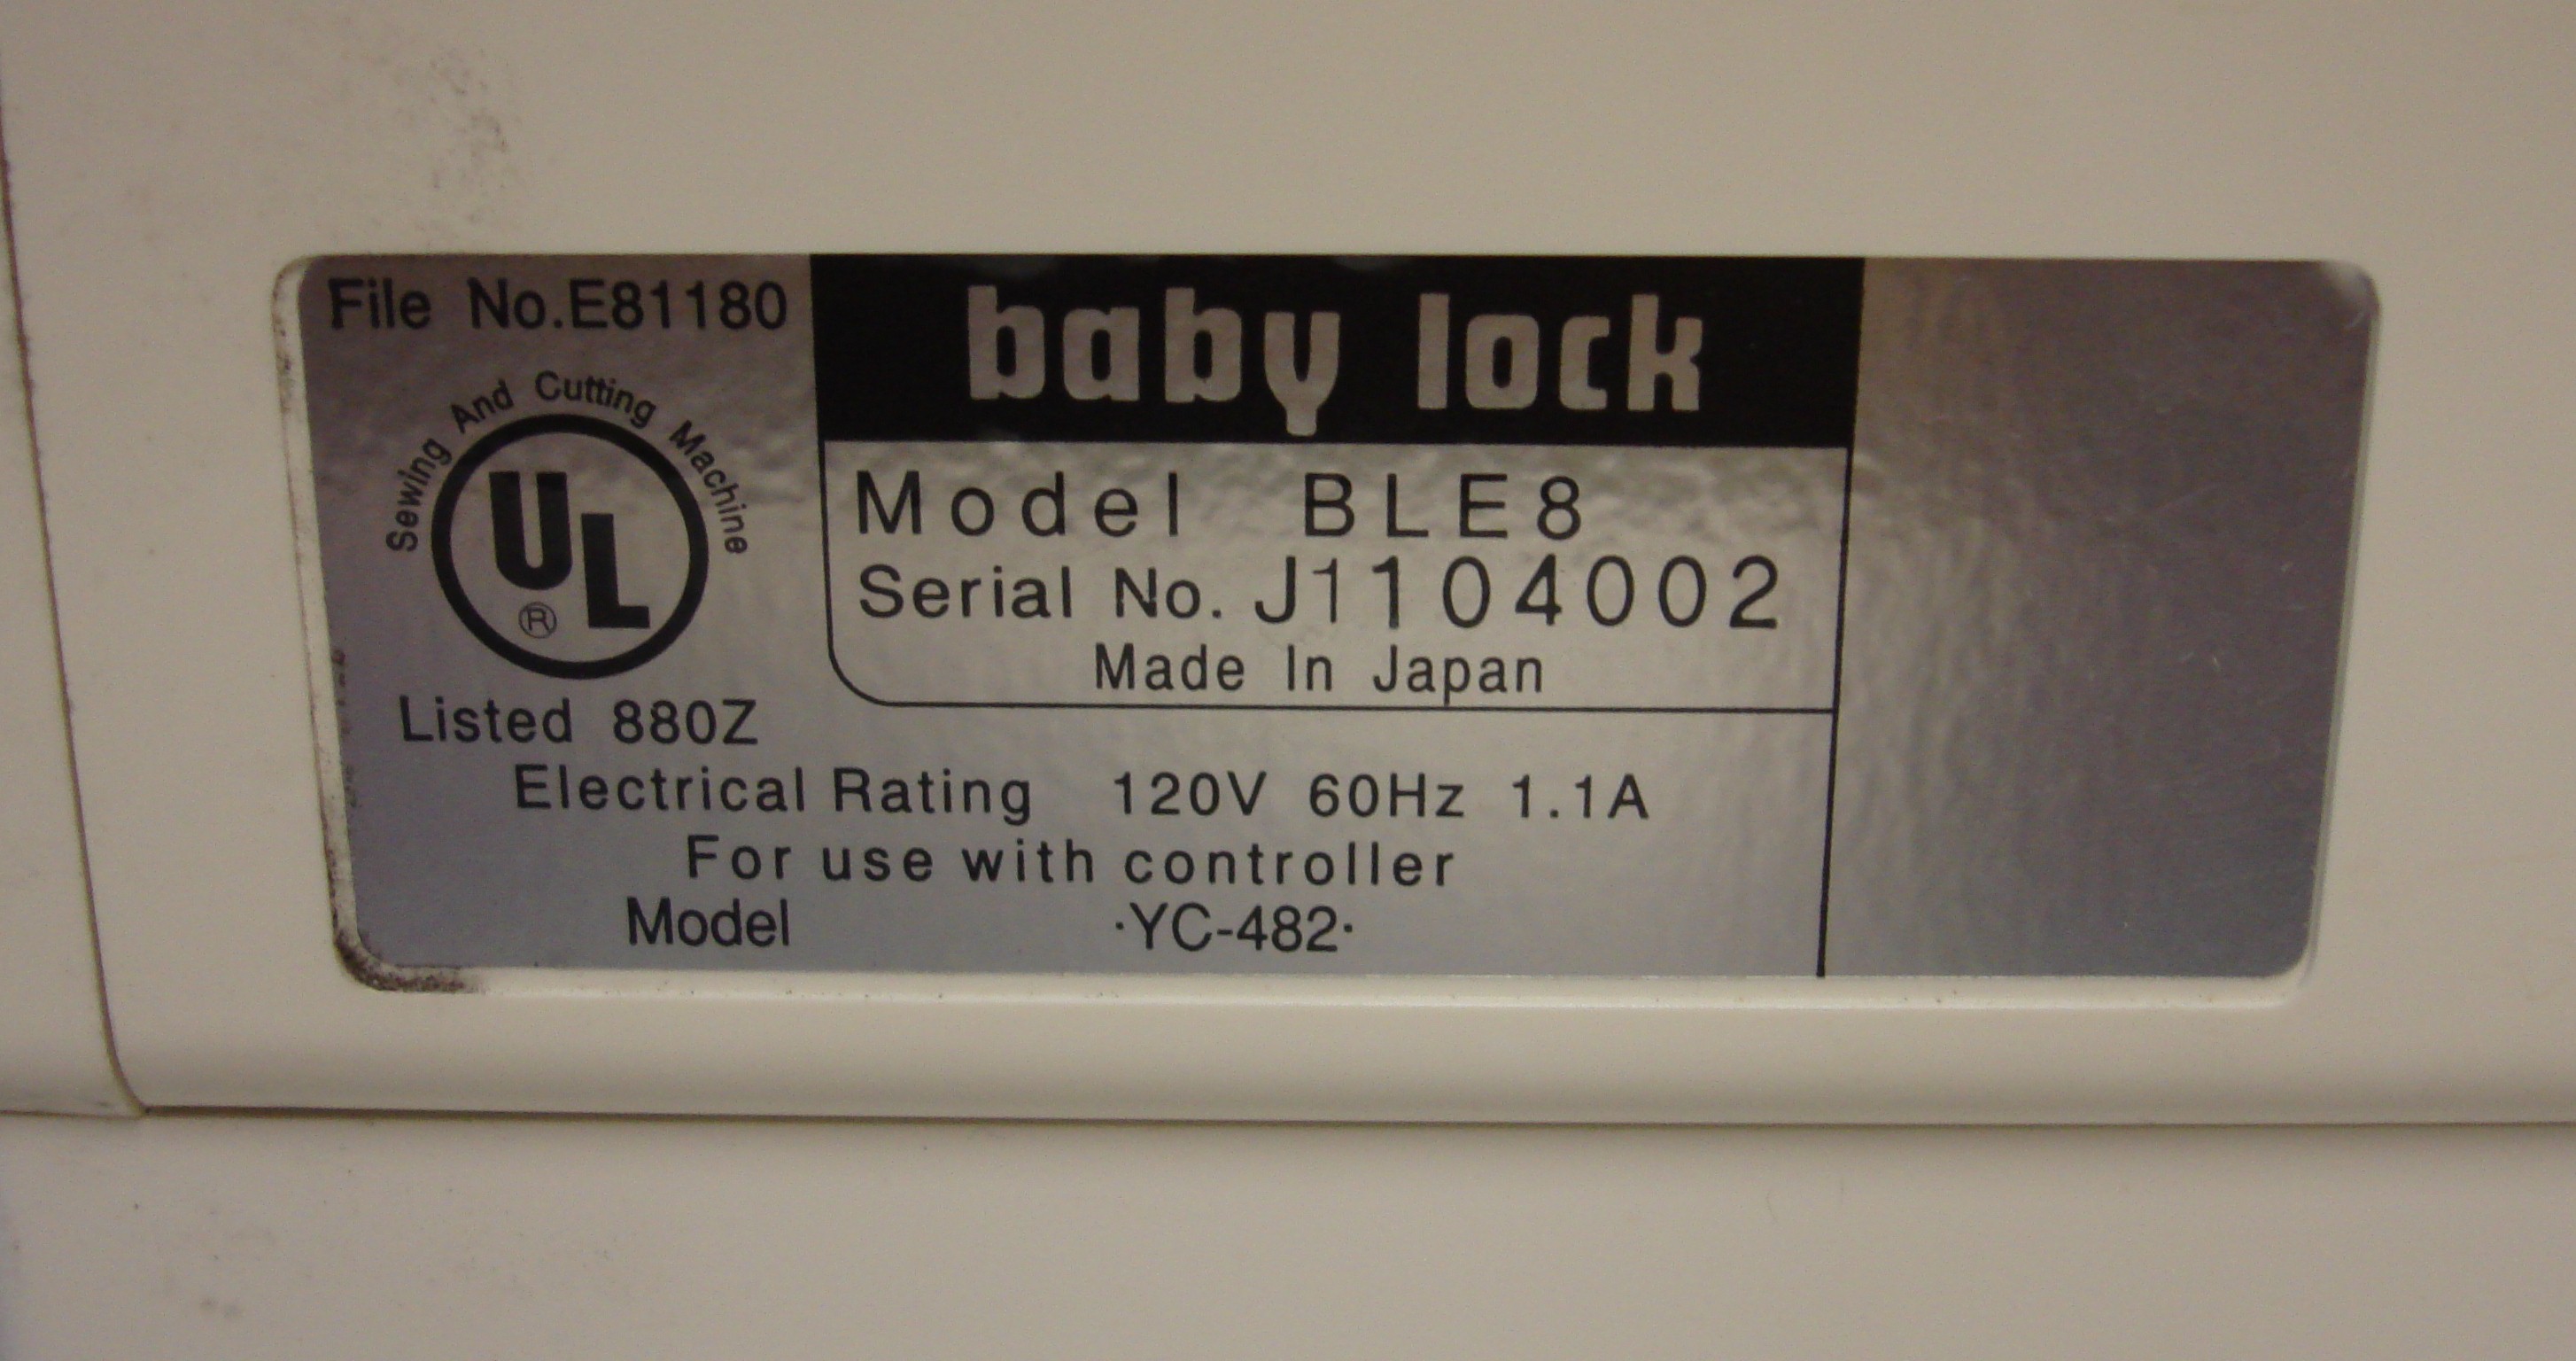 File No.E81180
Sewing And Cutting Machine
UL
®
Listed 880Z
baby lock
Model BLE8
Serial No. J1104002
Made In Japan
Electrical Rating 120V 60Hz 1.1A
For use with controller
Model ·YC-482·